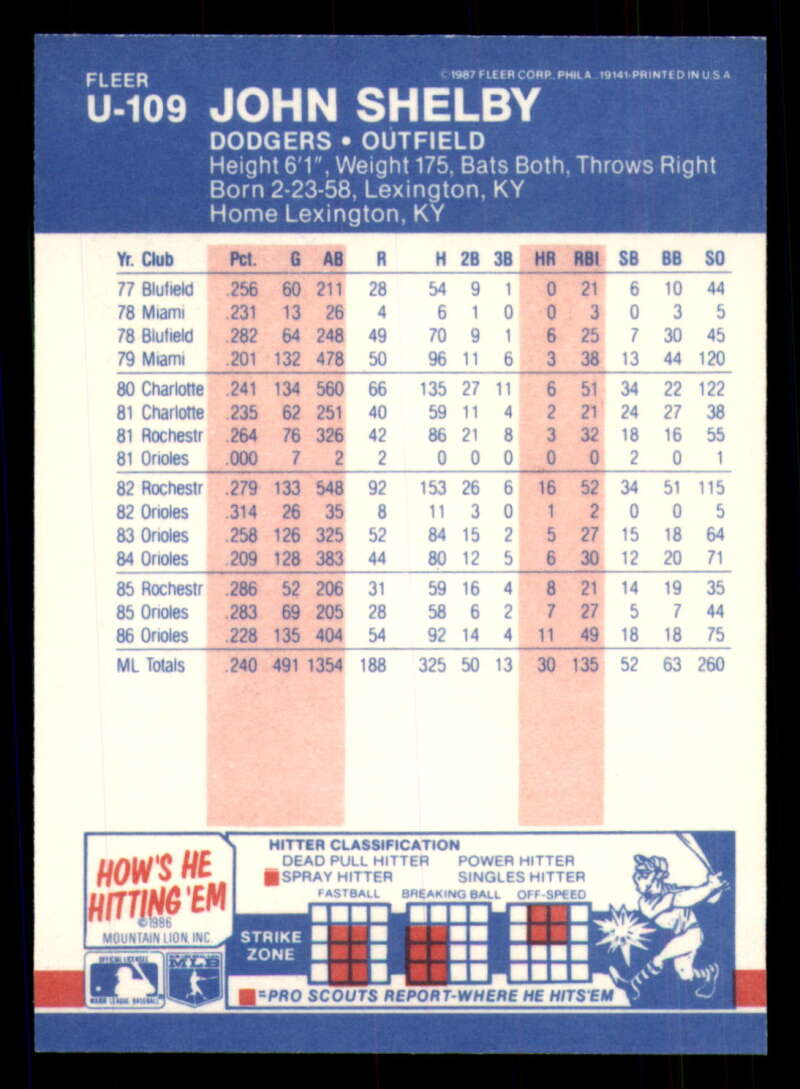 FLEER
©1987 FLEER CORP., PHILA., 19141-PRINTED IN U.S.A
U-109 JOHN SHELBY
DODGERS • OUTFIELD
Height 6'1", Weight 175, Bats Both, Throws Right
Born 2-23-58, Lexington, KY
Home Lexington, KY
Yr. Club Pct. G AB R H 2B 3B HR RBI SB BB SO
77 Blufield .256 60 211 28 54 9 1 0 21 6 10 44
78 Miami .231 13 26 4 6 1 0 0 3 0 3 5
78 Blufield .282 64 248 49 70 9 1 6 25 7 30 45
79 Miami .201 132 478 50 96 11 6 3 38 13 44 120
80 Charlotte .241 134 560 66 135 27 11 6 51 34 22 122
81 Charlotte .235 62 251 40 59 11 4 2 21 24 27 38
81 Rochestr .264 76 326 42 86 21 8 3 32 18 16 55
81 Orioles .000 7 2 2 0 0 0 0 0 2 0 1
82 Rochestr .279 133 548 92 153 26 6 16 52 34 51 115
82 Orioles .314 26 35 8 11 3 0 1 2 0 0 5
83 Orioles .258 126 325 52 84 15 2 5 27 15 18 64
84 Orioles .209 128 383 44 80 12 5 6 30 12 20 71
85 Rochestr .286 52 206 31 59 16 4 8 21 14 19 35
85 Orioles .283 69 205 28 58 6 2 7 27 5 7 44
86 Orioles .228 135 404 54 92 14 4 11 49 18 18 75
ML Totals .240 491 1354 188 325 50 13 30 135 52 63 260
HOW'S HE
HITTING 'EM
©1986
MOUNTAIN LION, INC.
OFFICIAL LICENSEE
MAJOR LEAGUE BASEBALL
MLB
HITTER CLASSIFICATION
DEAD PULL HITTER POWER HITTER
SPRAY HITTER SINGLES HITTER
FASTBALL BREAKING BALL OFF-SPEED
STRIKE
ZONE
=PRO SCOUTS REPORT-WHERE HE HITS 'EM